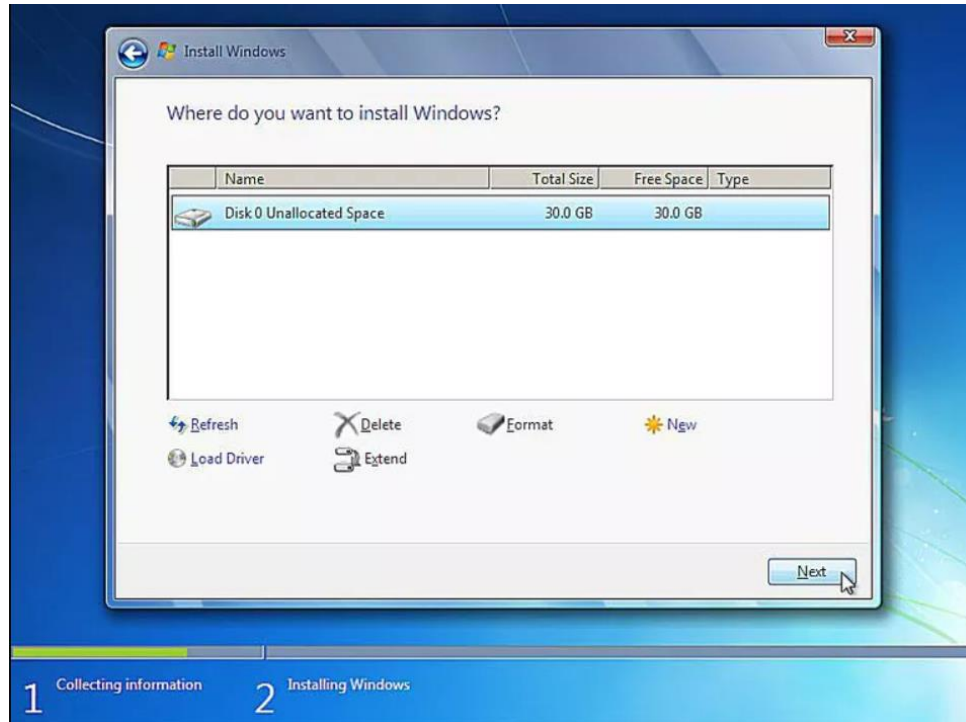 Install Windows
Where do you want to install Windows?
Name Total Size Free Space Type
Disk 0 Unallocated Space 30.0 GB 30.0 GB
Refresh Delete Format New
Load Driver Extend
Next
1 Collecting information 2 Installing Windows